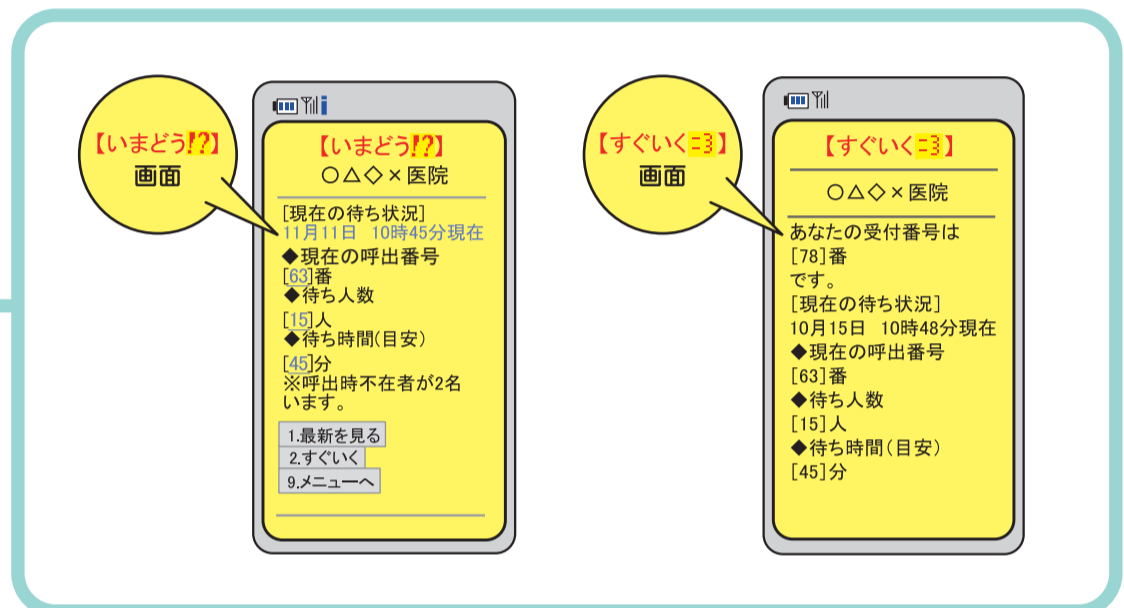 【いまどう!?】
画面
【いまどう!?】
○△◇×医院
[現在の待ち状況]
11月11日 10時45分現在
◆現在の呼出番号
[63]番
◆待ち人数
[15]人
◆待ち時間(目安)
[45]分
※呼出時不在者が2名
います。
1.最新を見る
2.すぐいく
9.メニューへ
【すぐいく】
画面
【すぐいく】
○△◇×医院
あなたの受付番号は
[78]番
です。
[現在の待ち状況]
10月15日 10時48分現在
◆現在の呼出番号
[63]番
◆待ち人数
[15]人
◆待ち時間(目安)
[45]分